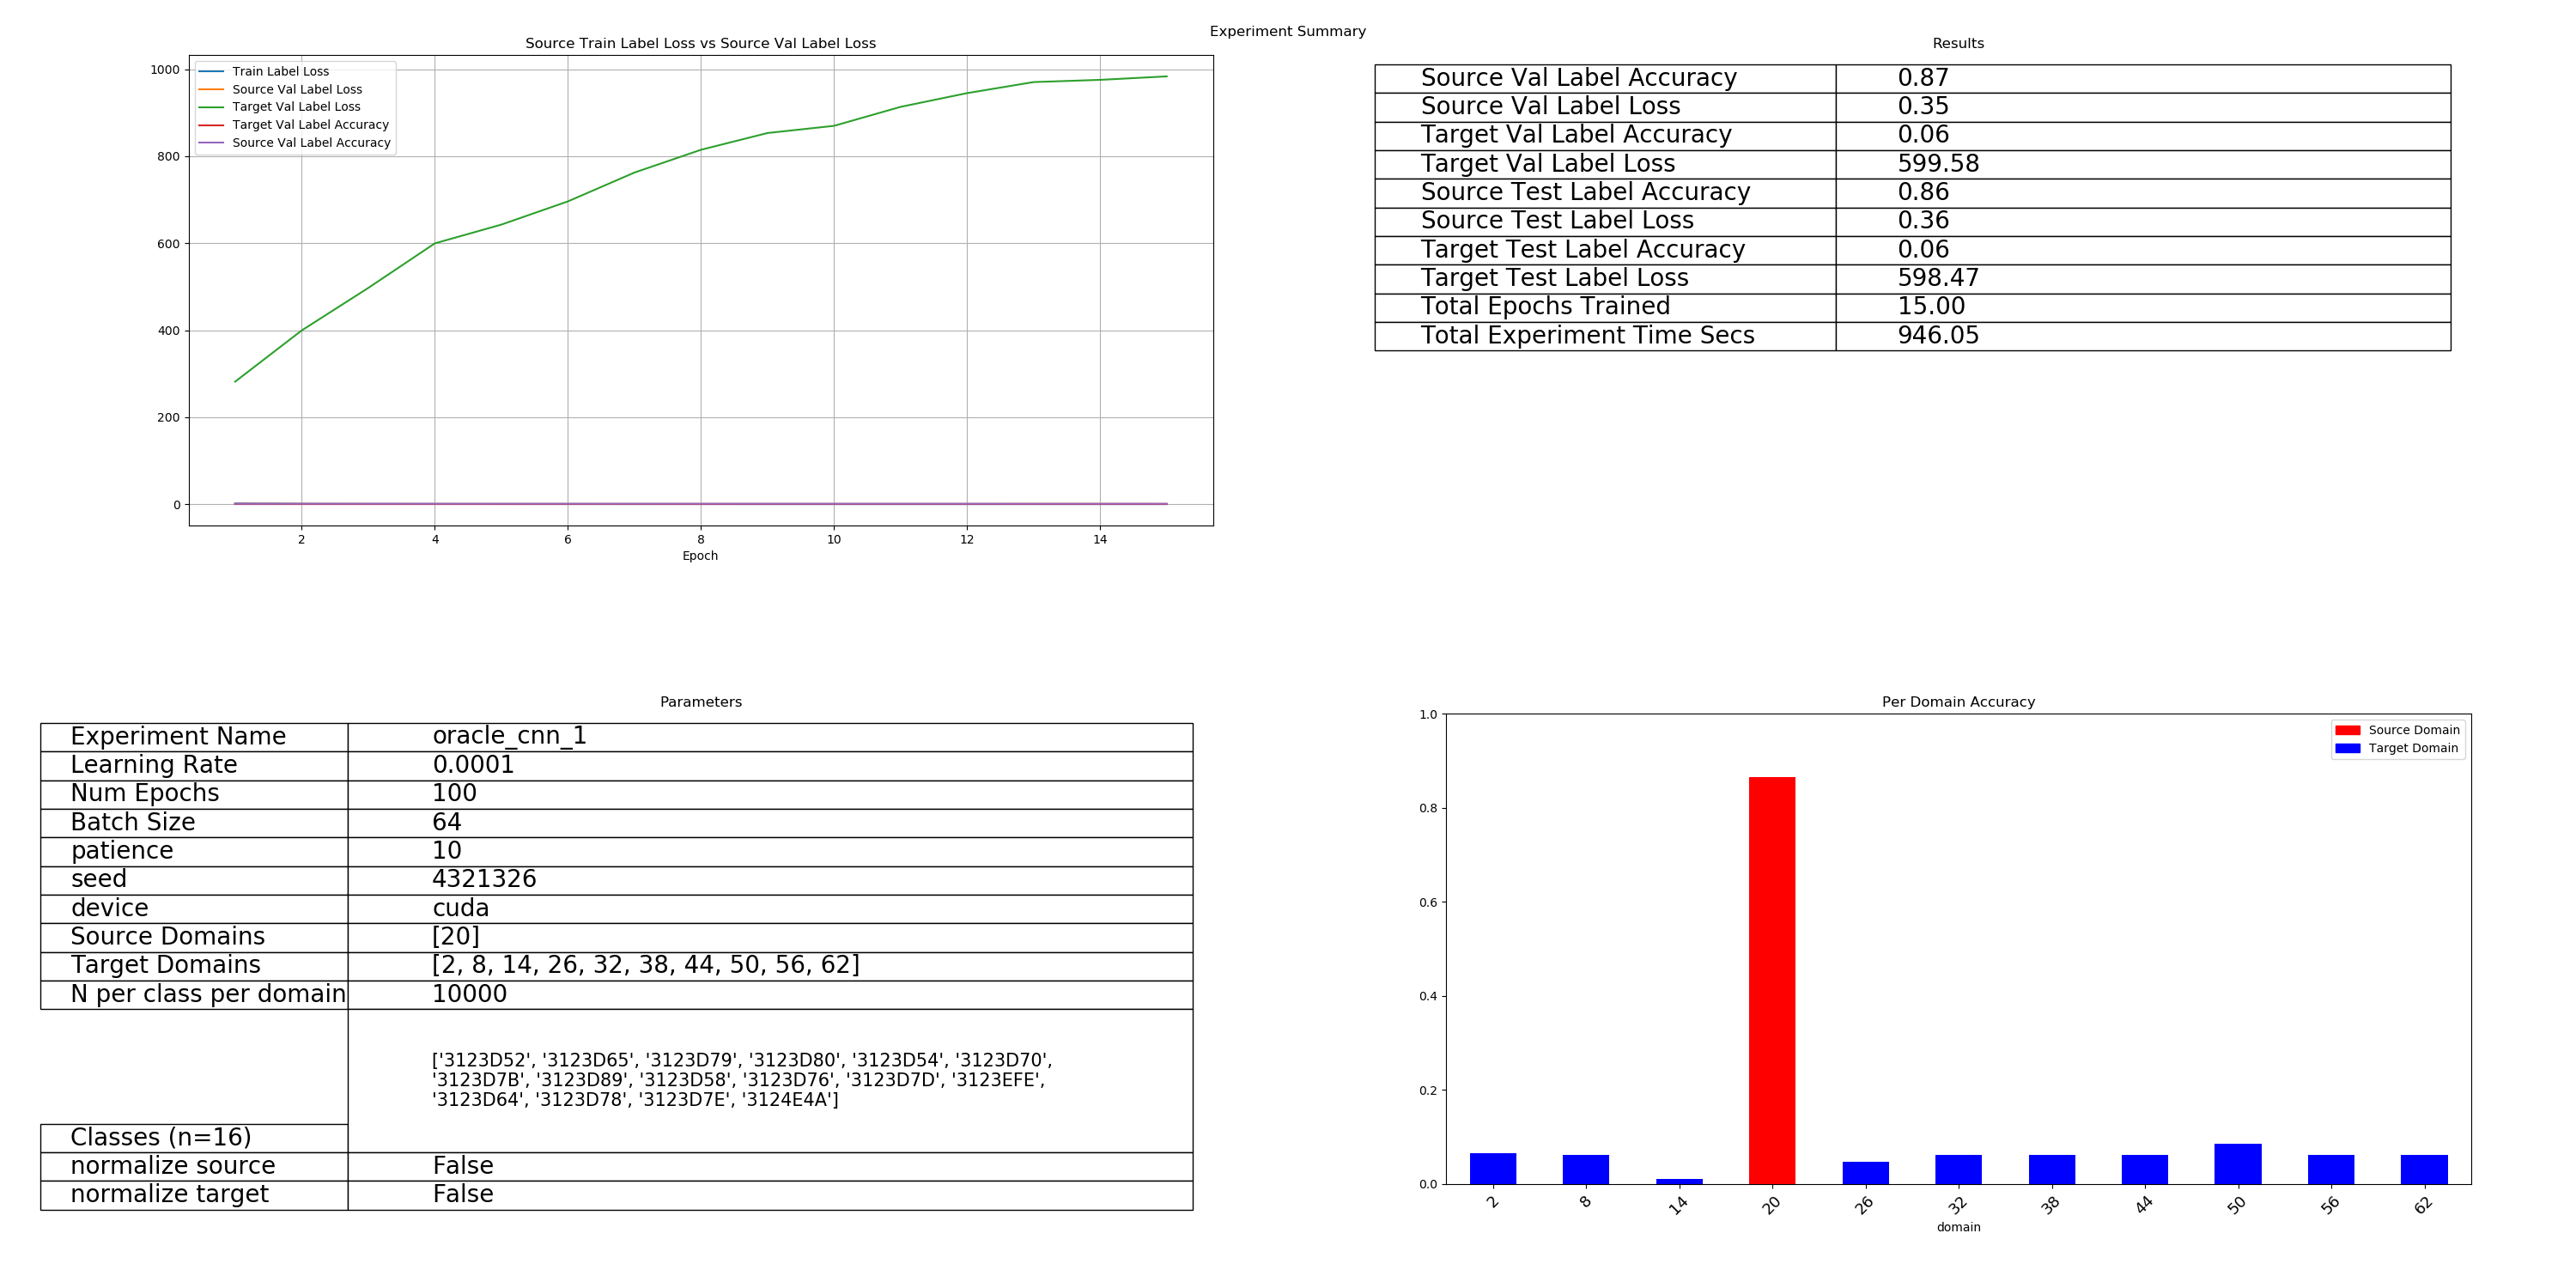 Experiment Summary
Source Train Label Loss vs Source Val Label Loss
1000
800
600
400
200
0
Train Label Loss
Source Val Label Loss
Target Val Label Loss
Target Val Label Accuracy
Source Val Label Accuracy
2 4 6 8 10 12 14
Epoch
Results
Source Val Label Accuracy 0.87
Source Val Label Loss 0.35
Target Val Label Accuracy 0.06
Target Val Label Loss 599.58
Source Test Label Accuracy 0.86
Source Test Label Loss 0.36
Target Test Label Accuracy 0.06
Target Test Label Loss 598.47
Total Epochs Trained 15.00
Total Experiment Time Secs 946.05
Parameters
Experiment Name oracle_cnn_1
Learning Rate 0.0001
Num Epochs 100
Batch Size 64
patience 10
seed 4321326
device cuda
Source Domains [20]
Target Domains [2, 8, 14, 26, 32, 38, 44, 50, 56, 62]
N per class per domain 10000
['3123D52', '3123D65', '3123D79', '3123D80', '3123D54', '3123D70',
'3123D7B', '3123D89', '3123D58', '3123D76', '3123D7D', '3123EFE',
'3123D64', '3123D78', '3123D7E', '3124E4A']
Classes (n=16)
normalize source False
normalize target False
Per Domain Accuracy
1.0
0.8
0.6
0.4
0.2
0.0
Source Domain
Target Domain
2 8 14 20 26 32 38 44 50 56 62
domain